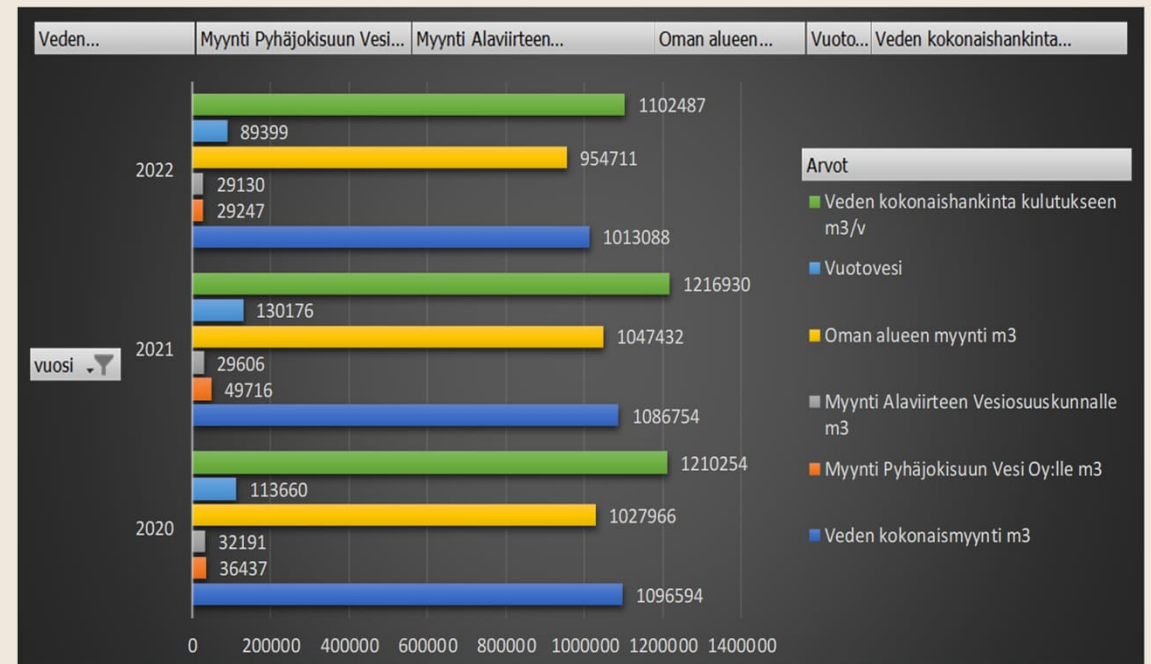 Veden... Myynti Pyhäjokisuun Vesi... Myynti Alaviirteen... Oman alueen... Vuoto... Veden kokonaishankinta...
1102487
89399
2022
954711
29130
29247
1013088
1216930
130176
2021
1047432
vuosi
29606
49716
1086754
1210254
113660
2020
1027966
32191
36437
1096594
0 200000 400000 600000 800000 1000000 1200000 1400000
Arvot
Veden kokonaishankinta kulutukseen
m3/v
Vuotovesi
Oman alueen myynti m3
Myynti Alaviirteen Vesiosuuskunnalle
m3
Myynti Pyhäjokisuun Vesi Oy:lle m3
Veden kokonaismyynti m3